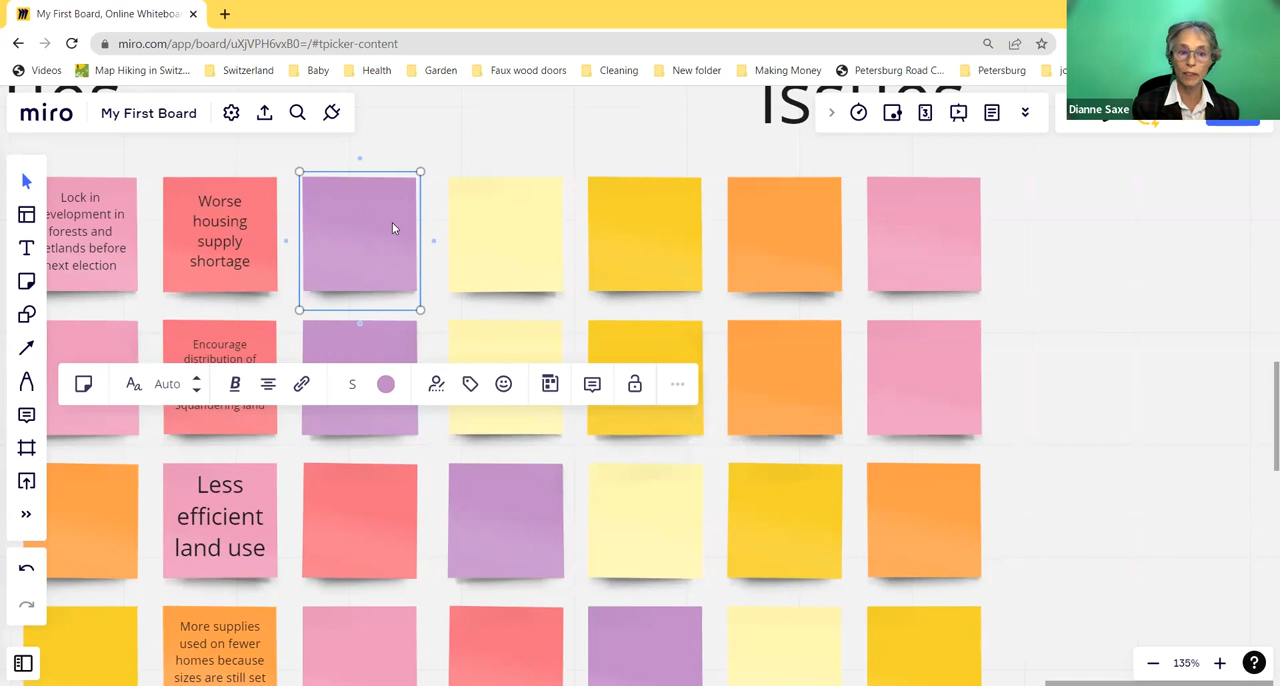 My First Board, Online Whiteboa
miro.com/app/board/uXjVPH6vxB0=/#tpicker-content
Videos
Map Hiking in Switz...
Switzerland
Baby
Health
Garden
Faux wood doors
Cleaning
New folder
Making Money
Petersburg Road C...
Petersburg
jo
Dianne Saxe
miro
My First Board
Issues
Lock in
evelopment in
forests and
etlands before
next election
Worse
housing
supply
shortage
Encourage
distribution of
Auto
B
S
Squandering land
Less
efficient
land use
More supplies
used on fewer
homes because
sizes are still set
135%